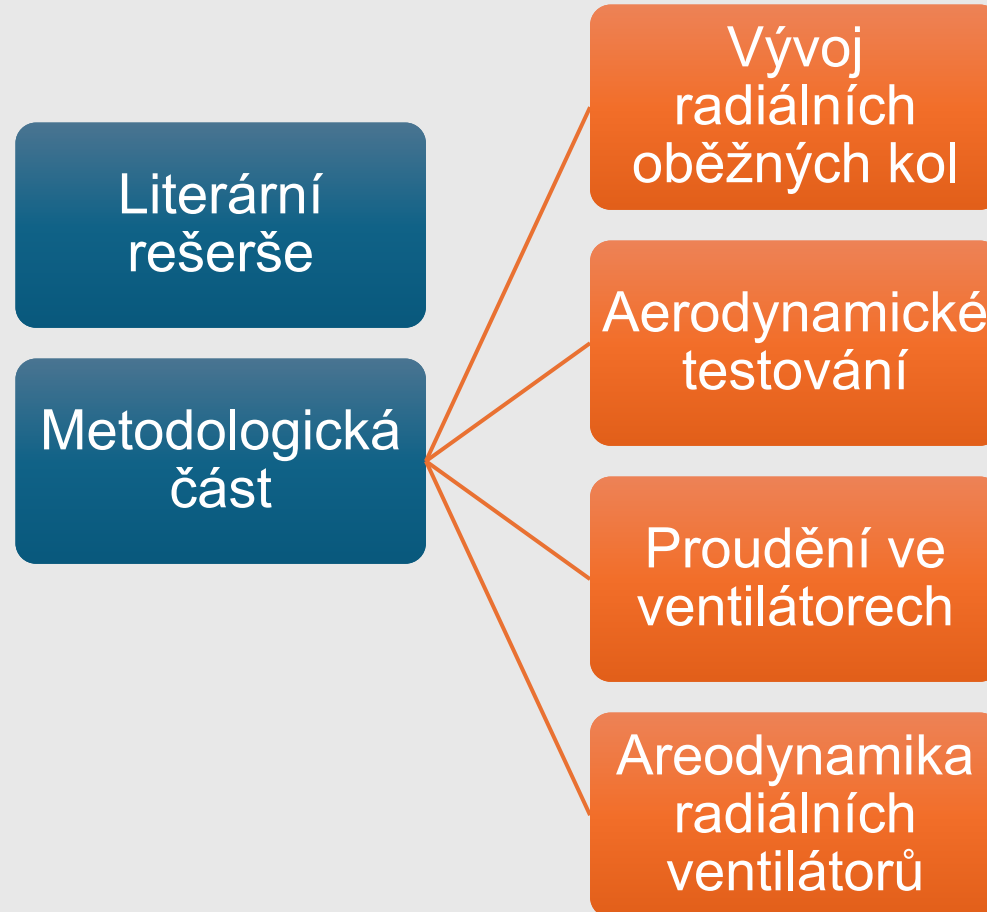 Literární
rešerše
Metodologická
část
Vývoj
radiálních
oběžných kol
Aerodynamické
testování
Proudění ve
ventilátorech
Areodynamika
radiálních
ventilátorů